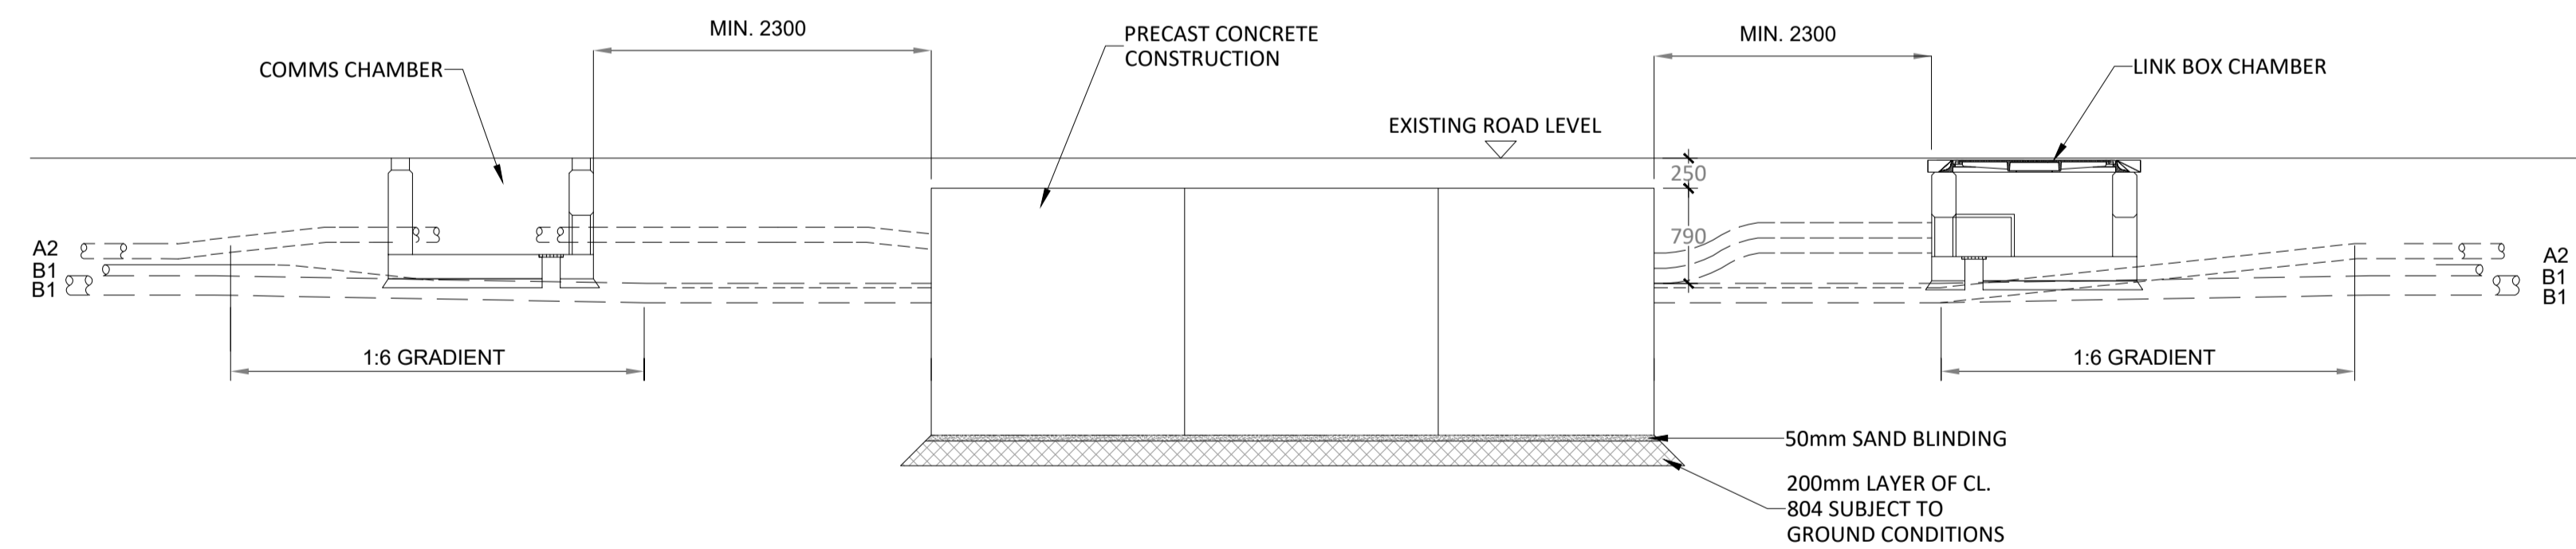 MIN. 2300
PRECAST CONCRETE
CONSTRUCTION
MIN. 2300
COMMS CHAMBER
LINK BOX CHAMBER
EXISTING ROAD LEVEL
250
790
A2
B1
B1
A2
B1
B1
1:6 GRADIENT
1:6 GRADIENT
50mm SAND BLINDING
200mm LAYER OF CL.
804 SUBJECT TO
GROUND CONDITIONS